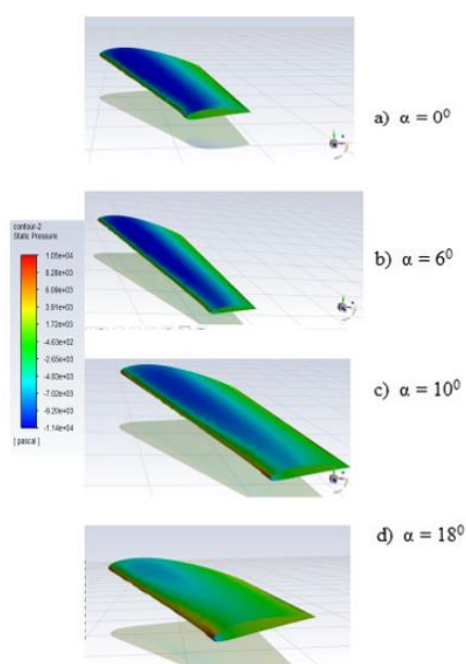 a) α = 0⁰
contour-2
Static Pressure
1.05e+04
8.28e+03
6.09e+03
3.91e+03
1.72e+03
-4.63e+02
-2.65e+03
-4.83e+03
-7.02e+03
-9.20e+03
-1.14e+04
[ pascal ]
b) α = 6⁰
c) α = 10⁰
d) α = 18⁰